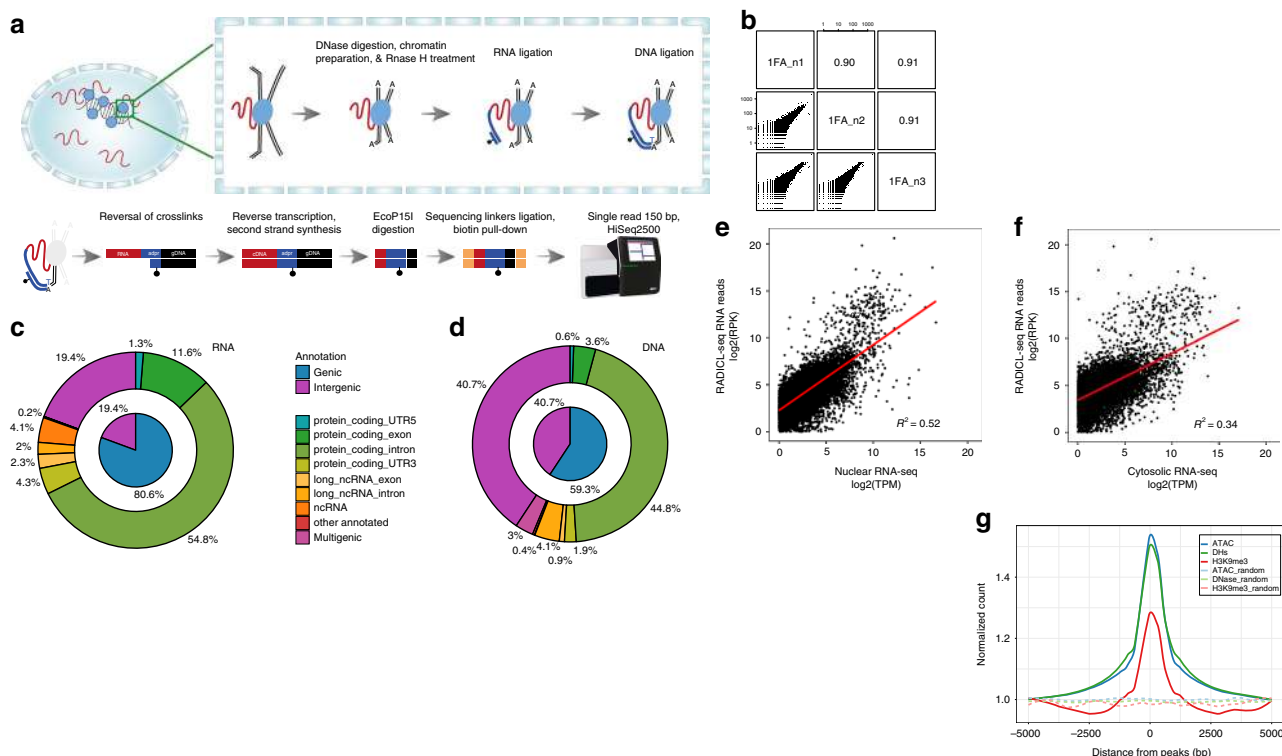 a
DNase digestion, chromatin
preparation, & Rnase H treatment
RNA ligation
DNA ligation
A
A
A
A
A
A
A
A
T
A
A
Reversal of crosslinks
Reverse transcription,
second strand synthesis
EcoP15I
digestion
Sequencing linkers ligation,
biotin pull-down
Single read 150 bp,
HiSeq2500
RNA
adpr
gDNA
cDNA
adpr
gDNA
T
A
b
1
10
100
1000
1FA_n1
0.90
0.91
1000
100
10
1
1FA_n2
0.91
1FA_n3
c
RNA
1.3%
11.6%
19.4%
0.2%
4.1%
2%
2.3%
4.3%
54.8%
19.4%
80.6%
Annotation
Genic
Intergenic
protein_coding_UTR5
protein_coding_exon
protein_coding_intron
protein_coding_UTR3
long_ncRNA_exon
long_ncRNA_intron
ncRNA
other annotated
Multigenic
d
DNA
0.6%
3.6%
40.7%
40.7%
59.3%
44.8%
3%
0.4%
4.1%
0.9%
1.9%
e
RADICL-seq RNA reads
log2(RPK)
20
15
10
5
0
R² = 0.52
0 5 10 15 20
Nuclear RNA-seq
log2(TPM)
f
RADICL-seq RNA reads
log2(RPK)
20
15
10
5
0
R² = 0.34
0 5 10 15 20
Cytosolic RNA-seq
log2(TPM)
g
Normalized count
1.4
1.2
1.0
ATAC
DHs
H3K9me3
ATAC_random
DNase_random
H3K9me3_random
−5000 −2500 0 2500 5000
Distance from peaks (bp)